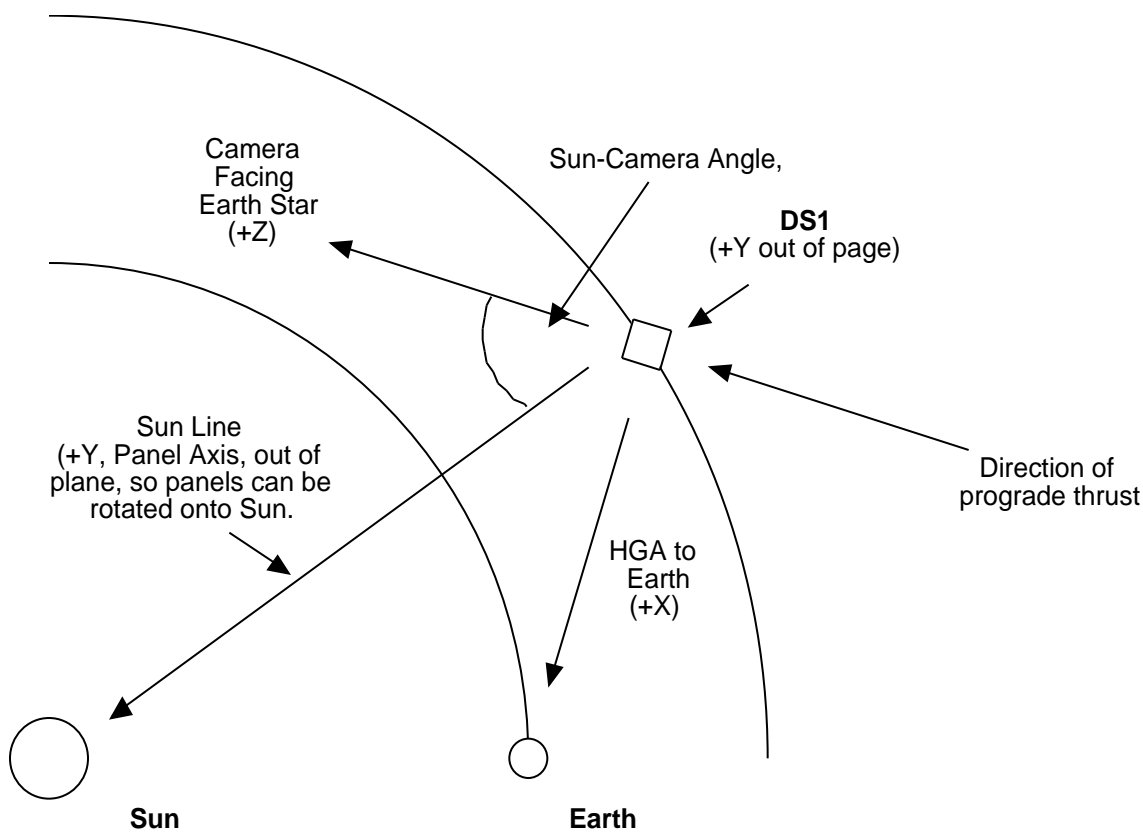 Camera
Facing
Earth Star
(+Z)
Sun-Camera Angle,
DS1
(+Y out of page)
Sun Line
(+Y, Panel Axis, out of
plane, so panels can be
rotated onto Sun.
Direction of
prograde thrust
HGA to
Earth
(+X)
Sun
Earth